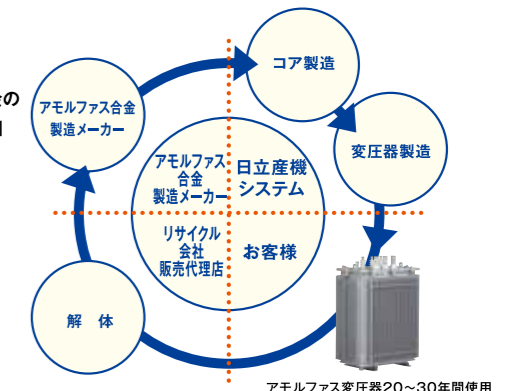 コア製造
の
アモルファス合金
製造メーカー
変圧器製造
アモルファス
合金
製造メーカー
日立産機
システム
リサイクル
会社
販売代理店
お客様
解 体
アモルファス変圧器20~30年間使用